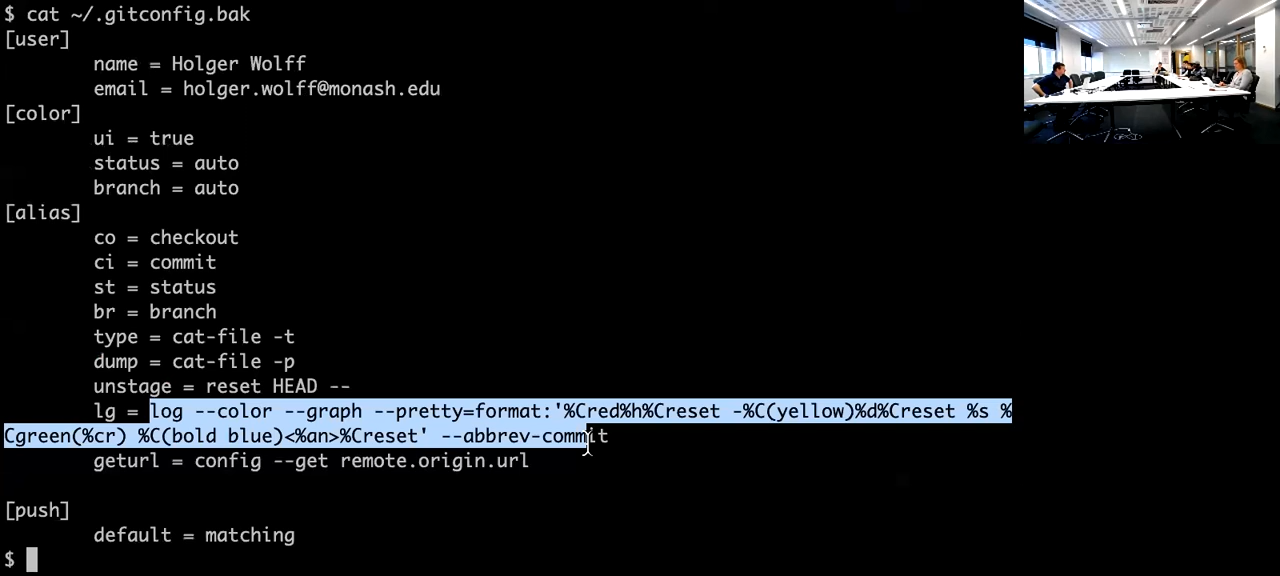 $ cat ~/.gitconfig.bak
[user]
        name = Holger Wolff
        email = holger.wolff@monash.edu
[color]
        ui = true
        status = auto
        branch = auto
[alias]
        co = checkout
        ci = commit
        st = status
        br = branch
        type = cat-file -t
        dump = cat-file -p
        unstage = reset HEAD --
        lg = log --color --graph --pretty=format:'%Cred%h%Creset -%C(yellow)%d%Creset %s %
Cgreen(%cr) %C(bold blue)<%an>%Creset' --abbrev-commit
        geturl = config --get remote.origin.url
[push]
        default = matching
$